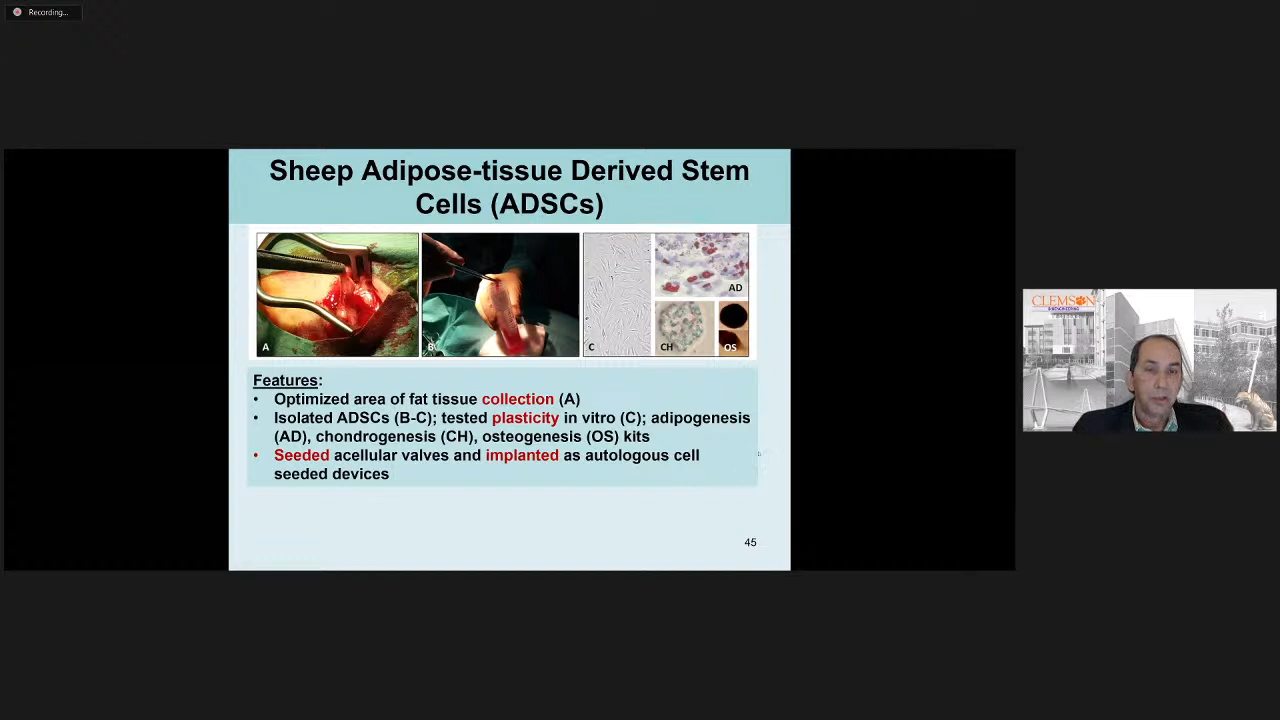 Recording...
Sheep Adipose-tissue Derived Stem
Cells (ADSCs)
A
B
C
AD
CH
OS
Features:
• Optimized area of fat tissue collection (A)
• Isolated ADSCs (B-C); tested plasticity in vitro (C); adipogenesis
(AD), chondrogenesis (CH), osteogenesis (OS) kits
• Seeded acellular valves and implanted as autologous cell
seeded devices
45
CLEMSON
BIOENGINEERING